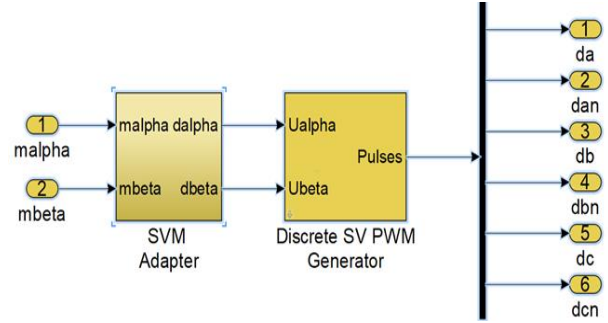 1
malpha
2
mbeta
malpha dalpha
mbeta dbeta
SVM
Adapter
Ualpha
Pulses
Ubeta
Discrete SV PWM
Generator
1
da
2
dan
3
db
4
dbn
5
dc
6
dcn